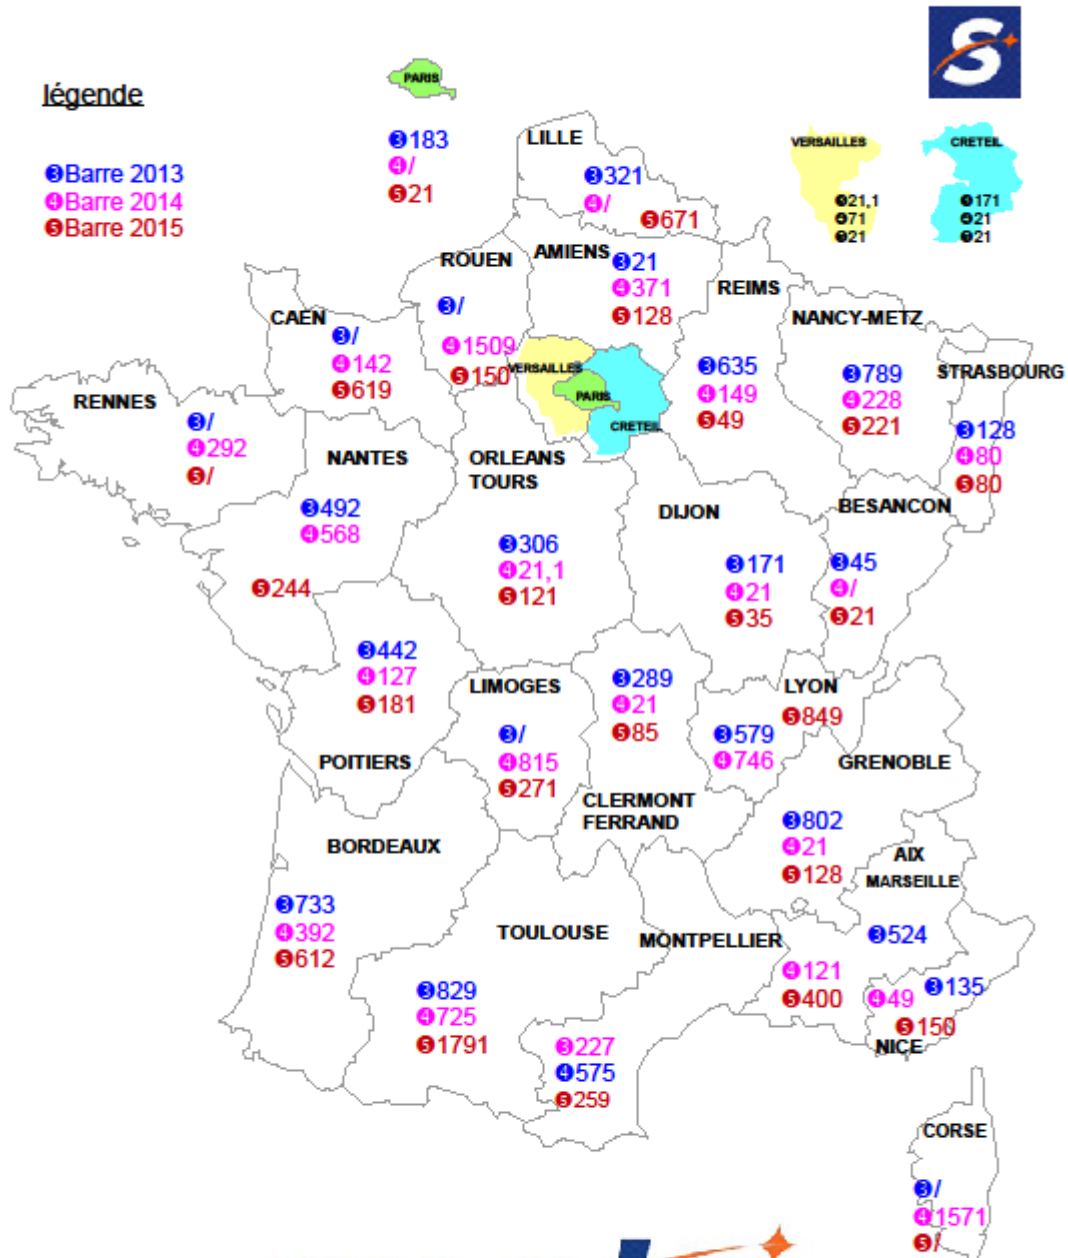 légende
❸Barre 2013
❹Barre 2014
❺Barre 2015
PARIS
❸183
❹/
❺21
S
LILLE
❸321
❹/
❺671
VERSAILLES
❸21,1
❹71
❺21
CRETEIL
❸171
❹21
❺21
ROUEN
❸/
❹1509
❺150
AMIENS
❸21
❹371
❺128
REIMS
❸635
❹149
❺49
NANCY-METZ
❸789
❹228
❺221
STRASBOURG
❸128
❹80
❺80
CAEN
❸/
❹142
❺619
VERSAILLES
PARIS
CRETEIL
RENNES
❸/
❹292
❺/
NANTES
❸492
❹568
❺244
ORLEANS
TOURS
❸306
❹21,1
❺121
DIJON
❸171
❹21
❺35
BESANCON
❸45
❹/
❺21
❸442
❹127
❺181
POITIERS
LIMOGES
❸/
❹815
❺271
❸289
❹21
❺85
CLERMONT
FERRAND
LYON
❺849
❸579
❹746
GRENOBLE
❸802
❹21
❺128
BORDEAUX
❸733
❹392
❺612
AIX
MARSEILLE
❸524
❹121
❺400
TOULOUSE
❸829
❹725
❺1791
MONTPELLIER
❸227
❹575
❺259
❸135
❹49
❺150
NICE
CORSE
❸/
❹1571
❺/